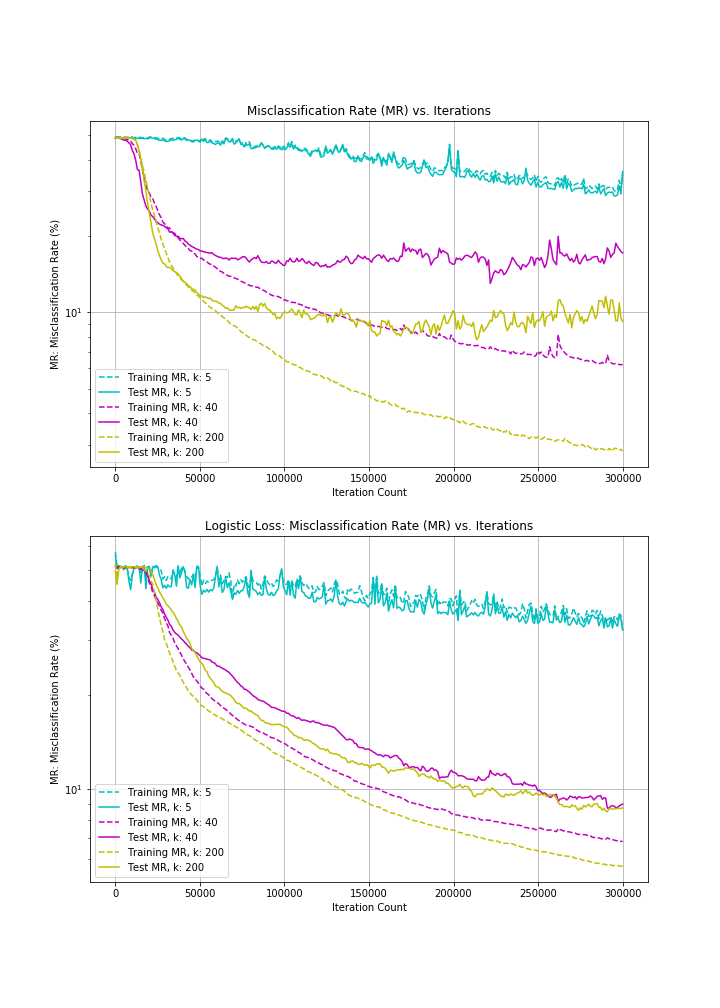 Misclassification Rate (MR) vs. Iterations
MR: Misclassification Rate (%)
10¹
Training MR, k: 5
Test MR, k: 5
Training MR, k: 40
Test MR, k: 40
Training MR, k: 200
Test MR, k: 200
0 50000 100000 150000 200000 250000 300000
Iteration Count
Logistic Loss: Misclassification Rate (MR) vs. Iterations
MR: Misclassification Rate (%)
10¹
Training MR, k: 5
Test MR, k: 5
Training MR, k: 40
Test MR, k: 40
Training MR, k: 200
Test MR, k: 200
0 50000 100000 150000 200000 250000 300000
Iteration Count